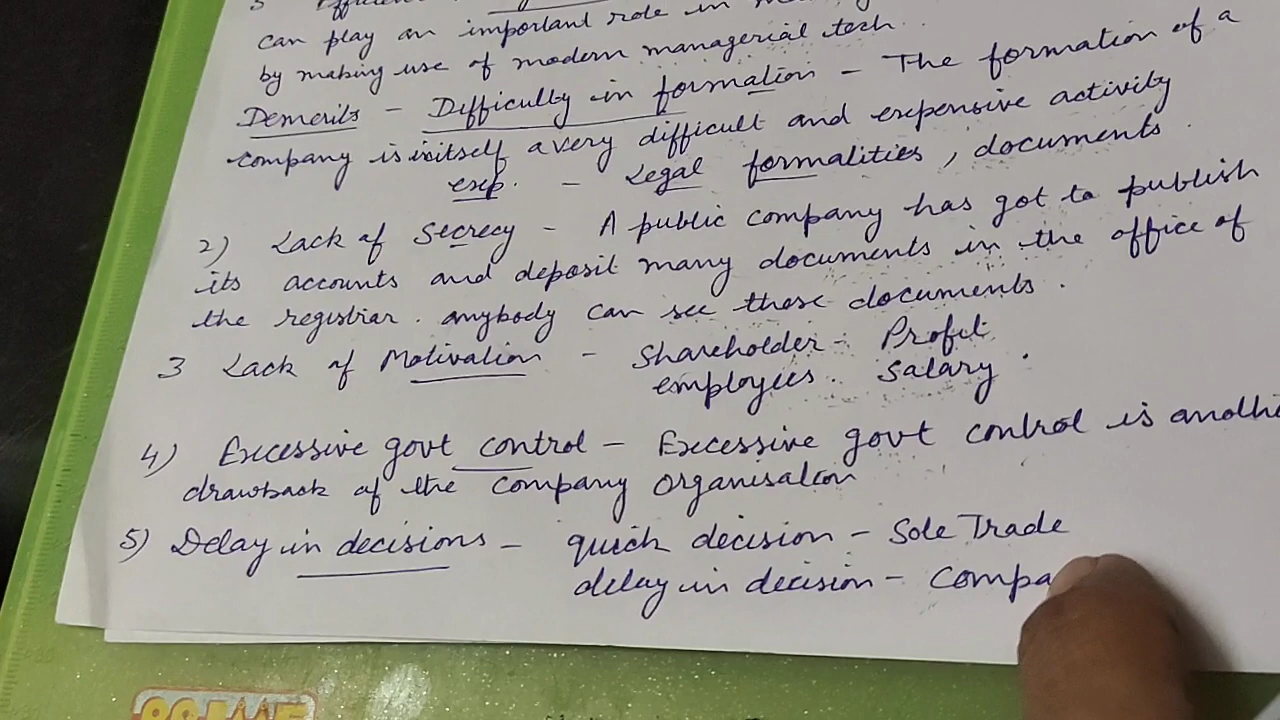 can play an important role in
by making use of modern managerial tech.
Demerits - Difficulty in formation - The formation of a
company is initself a very difficult and expensive activity
exp. - Legal formalities, documents.
2) Lack of Secrecy - A public company has got to publish
its accounts and deposit many documents in the office of
the registrar. anybody can see these documents.
3 Lack of Motivation - Shareholder - Profit
employees. Salary.
4) Excessive govt control - Excessive govt control is
drawback of the company organisation
5) Delay in decisions - quick decision - Sole Trade
delay in decision - Compa